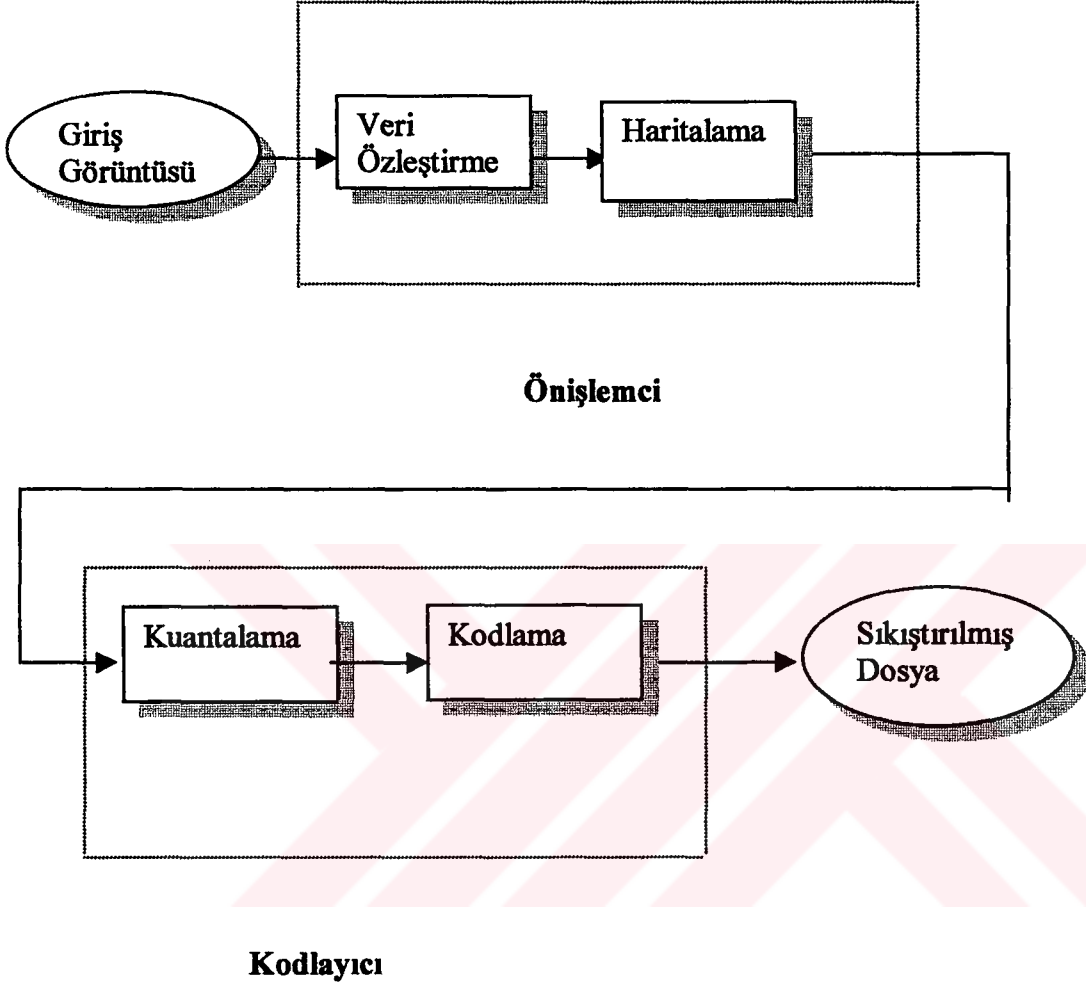 Giriş
Görüntüsü
Veri
Özleştirme
Haritalama
Önişlemci
Kuantalama
Kodlama
Sıkıştırılmış
Dosya
Kodlayıcı